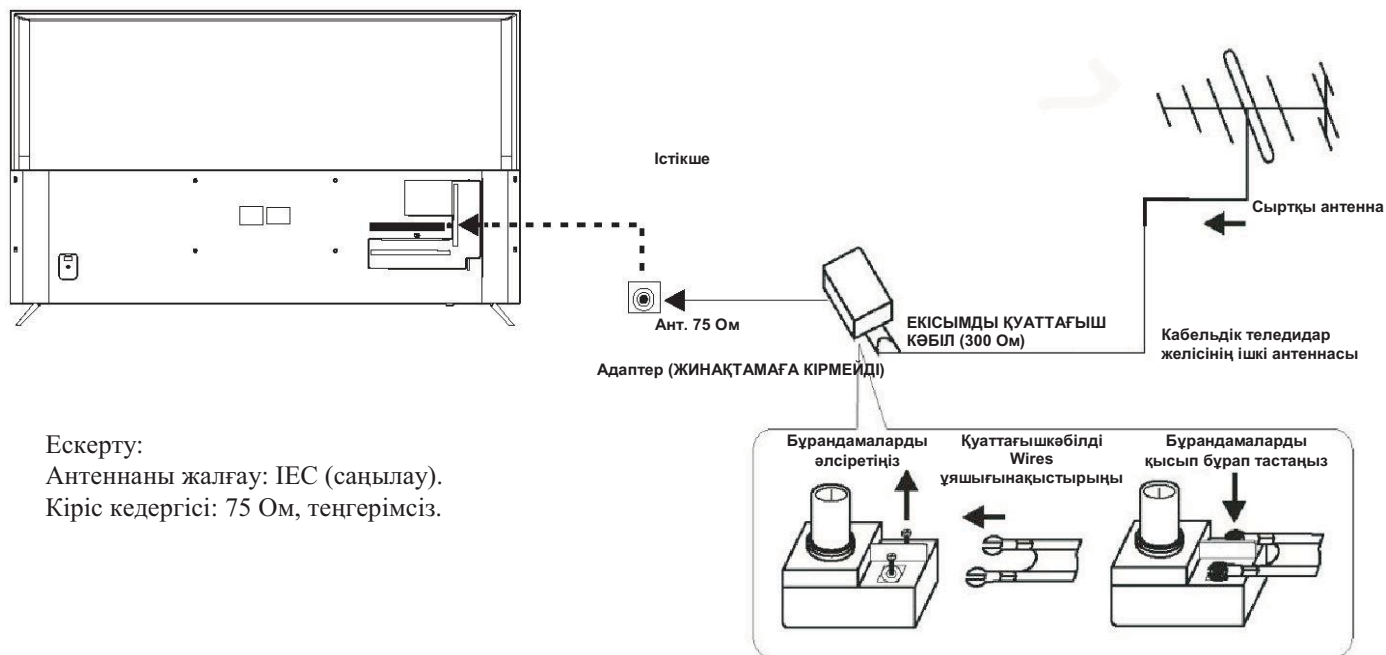 Істікше
Сыртқы антенна
Ант. 75 Ом
ЕКІСЫМДЫ ҚУАТТАҒЫШ
КӘБІЛ (300 Ом)
Кабельдік теледидар
желісінің ішкі антеннасы
Адаптер (ЖИНАҚТАМАҒА КІРМЕЙДІ)
Ескерту:
Антеннаны жалғау: IEC (саңылау).
Кіріс кедергісі: 75 Ом, теңгерімсіз.
Бұрандамаларды
әлсіретіңіз
Қуаттағышкәбілді
Wires
ұяшығынақыстырыңы
Бұрандамаларды
қысып бұрап тастаңыз